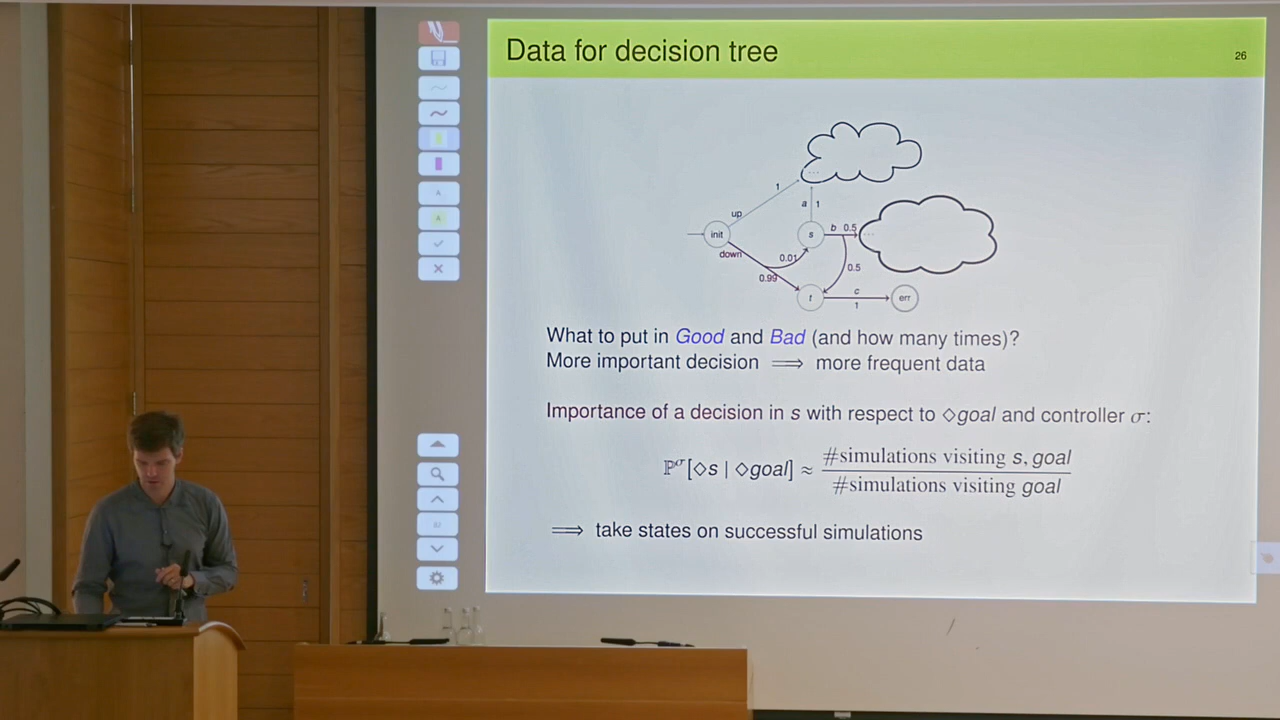 Data for decision tree
26
1
up
a 1
init
s
b 0.5
down
0.01
0.99
0.5
t
c
1
err
What to put in Good and Bad (and how many times)?
More important decision ⟹ more frequent data
Importance of a decision in s with respect to ◇goal and controller σ:
ℙσ[◇s | ◇goal] ≈ #simulations visiting s, goal
#simulations visiting goal
⟹ take states on successful simulations